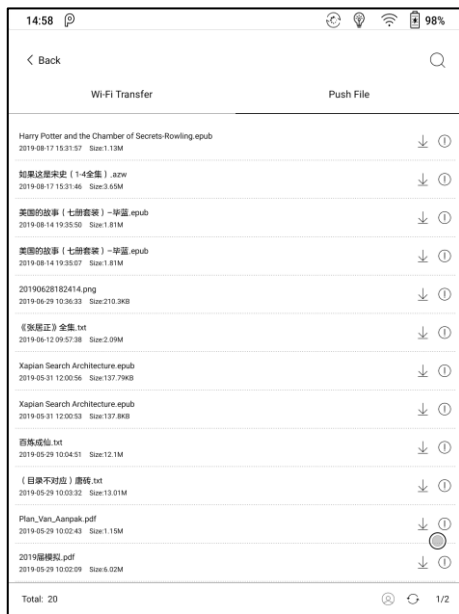 14:58
98%
Back
Wi-Fi Transfer
Push File
Harry Potter and the Chamber of Secrets-Rowling.epub
2019-08-17 15:31:57 Size:1.13M
如果这是宋史（1-4全集）.azw
2019-08-17 15:31:46 Size:3.65M
美国的故事（七册套装）–毕蓝.epub
2019-08-14 19:35:50 Size:1.81M
美国的故事（七册套装）–毕蓝.epub
2019-08-14 19:35:07 Size:1.81M
20190628182414.png
2019-06-29 10:36:33 Size:210.3KB
《张居正》全集.txt
2019-06-12 09:57:38 Size:2.09M
Xapian Search Architecture.epub
2019-05-31 12:00:56 Size:137.79KB
Xapian Search Architecture.epub
2019-05-31 12:00:53 Size:137.8KB
百炼成仙.txt
2019-05-29 10:04:51 Size:12.1M
（目录不对应）唐砖.txt
2019-05-29 10:03:32 Size:13.01M
Plan_Van_Aanpak.pdf
2019-05-29 10:02:43 Size:1.15M
2019届模拟.pdf
2019-05-29 10:02:09 Size:6.02M
Total: 20
1/2